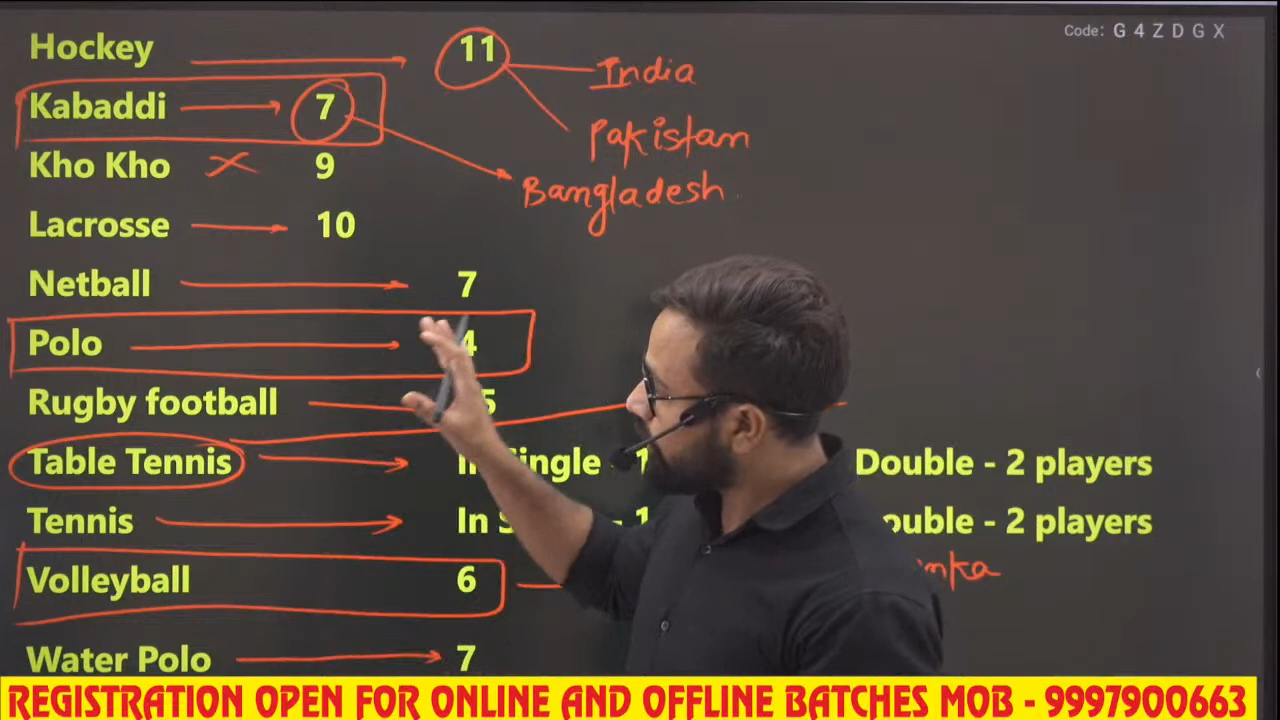 Code: G 4 Z D G X
Hockey 11 India
Kabaddi 7 Pakistan
Kho Kho 9 Bangladesh
Lacrosse 10
Netball 7
Polo 4
Rugby football
Table Tennis Double - 2 players
Tennis In - 2 players
Volleyball 6
Water Polo 7
REGISTRATION OPEN FOR ONLINE AND OFFLINE BATCHES MOB - 9997900663